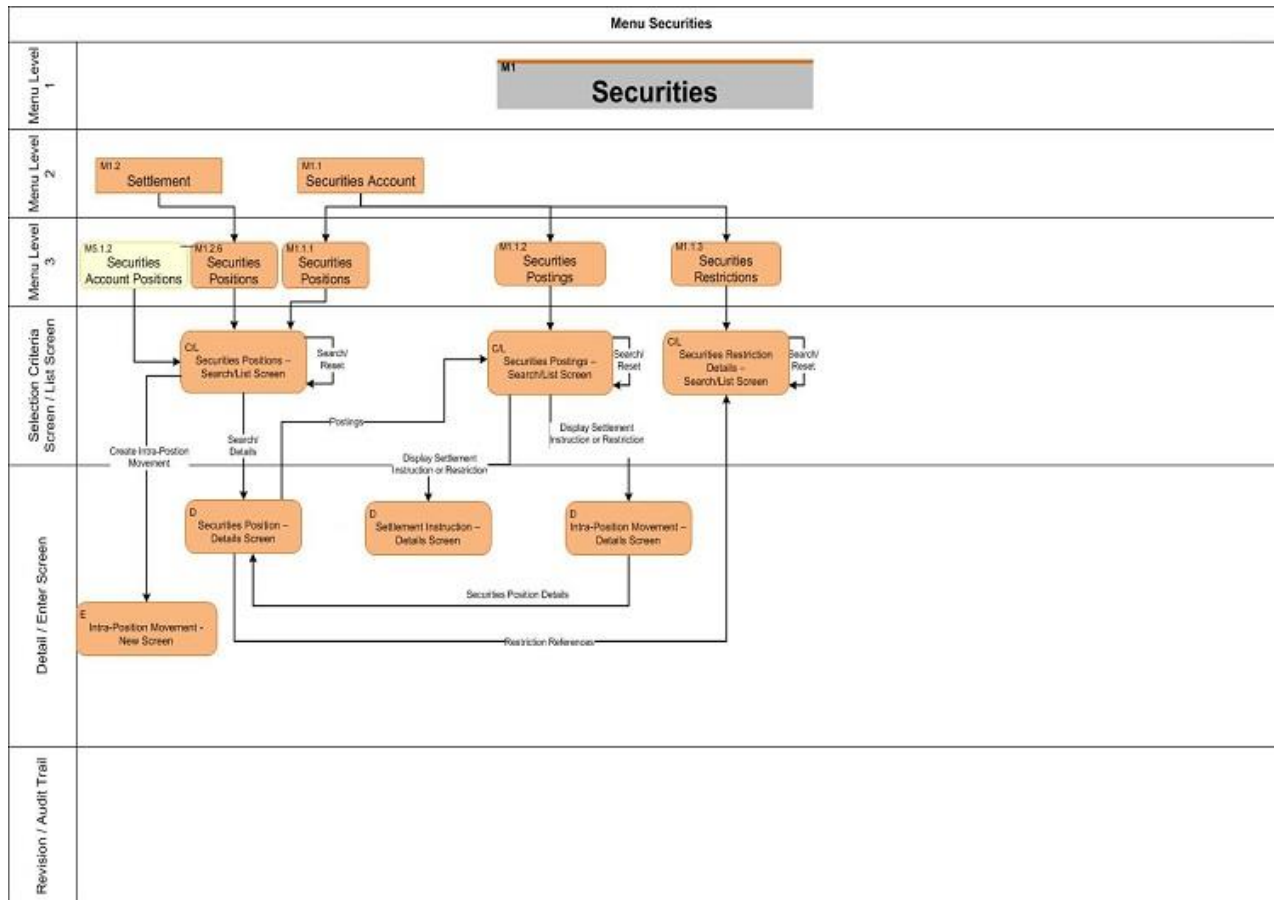 Menu Securities
Menu Level
1
M1
Securities
Menu Level
2
M1.2
Settlement
M1.1
Securities Account
Menu Level
3
M5.1.2
Securities
Account Positions
M1.2.6
Securities
Positions
M1.1.1
Securities
Positions
M1.1.2
Securities
Postings
M1.1.3
Securities
Restrictions
Selection Criteria
Screen / List Screen
C/L
Securities Positions –
Search/List Screen
Search/
Reset
C/L
Securities Postings –
Search/List Screen
Search/
Reset
C/L
Securities Restriction
Details –
Search/List Screen
Search/
Reset
Postings
Create Intra-Postion
Movement
Search/
Details
Display Settlement
Instruction or Restriction
Display Settlement
Instruction or Restriction
Detail / Enter Screen
D
Securities Position –
Details Screen
D
Settlement Instruction –
Details Screen
D
Intra-Position Movement –
Details Screen
Securities Position Details
E
Intra-Position Movement -
New Screen
Restriction References
Revision / Audit Trail